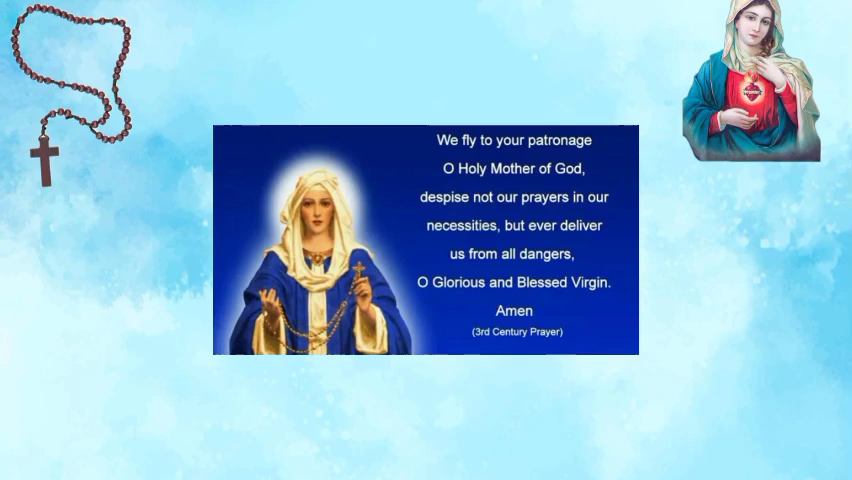 We fly to your patronage
O Holy Mother of God,
despise not our prayers in our
necessities, but ever deliver
us from all dangers,
O Glorious and Blessed Virgin.
Amen
(3rd Century Prayer)